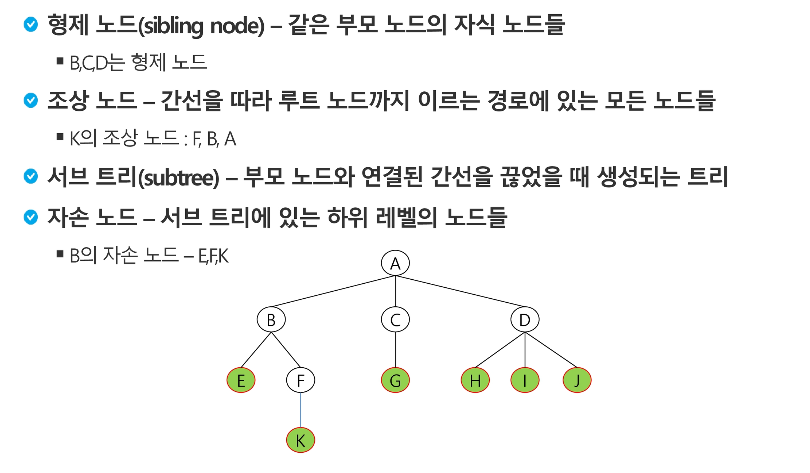 형제 노드(sibling node) – 같은 부모 노드의 자식 노드들
B,C,D는 형제 노드
조상 노드 – 간선을 따라 루트 노드까지 이르는 경로에 있는 모든 노드들
K의 조상 노드 : F, B, A
서브 트리(subtree) – 부모 노드와 연결된 간선을 끊었을 때 생성되는 트리
자손 노드 – 서브 트리에 있는 하위 레벨의 노드들
B의 자손 노드 – E,F,K
A
B C D
E F G H I J
K